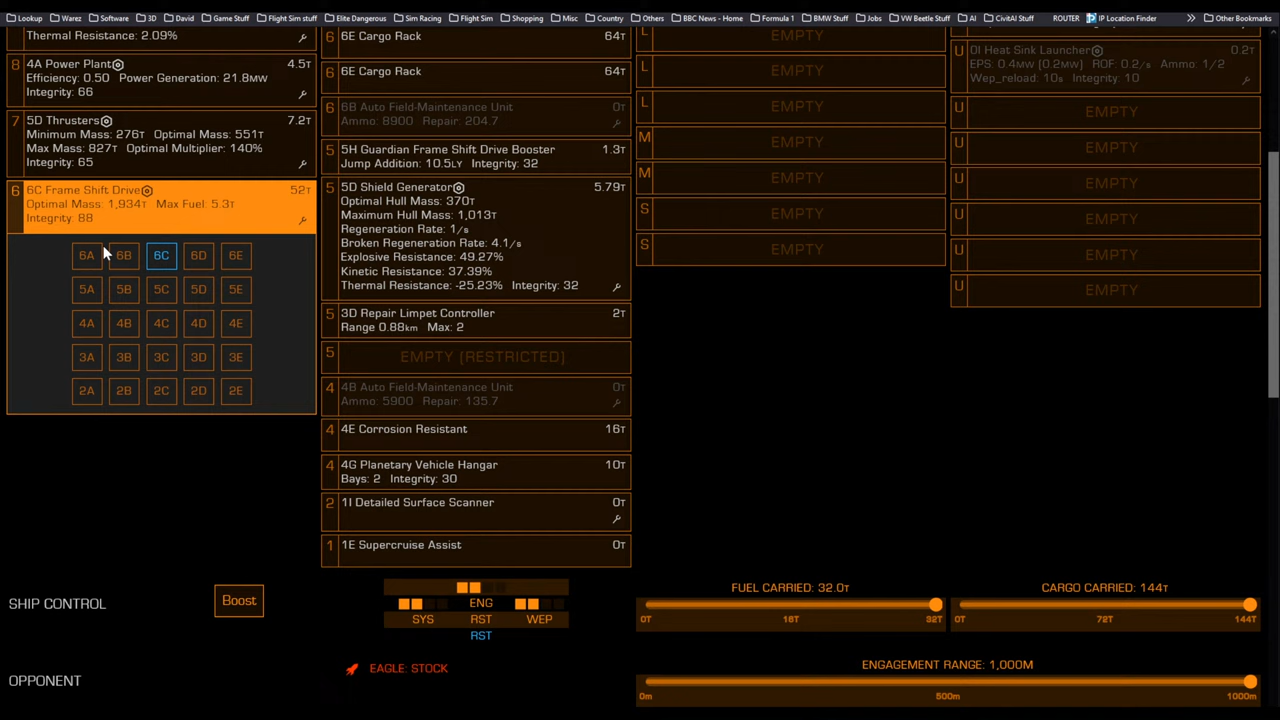 Lookup Warez Software 3D David Game Stuff Flight Sim stuff Elite Dangerous Sim Racing Flight Sim Shopping Misc Country Others BBC News - Home Formula 1 BMW Stuff Jobs VW Beetle Stuff AI CivitAI Stuff ROUTER IP Location Finder Other Bookmarks
Thermal Resistance: 2.09%
8 4A Power Plant 4.5T
Efficiency: 0.50 Power Generation: 21.8MW
Integrity: 66
7 5D Thrusters 7.2T
Minimum Mass: 276T Optimal Mass: 551T
Max Mass: 827T Optimal Multiplier: 140%
Integrity: 65
6 6C Frame Shift Drive 52T
Optimal Mass: 1,934T Max Fuel: 5.3T
Integrity: 88
6A 6B 6C 6D 6E
5A 5B 5C 5D 5E
4A 4B 4C 4D 4E
3A 3B 3C 3D 3E
2A 2B 2C 2D 2E
6 6E Cargo Rack 64T
6 6E Cargo Rack 64T
6 6B Auto Field-Maintenance Unit 0T
Ammo: 8900 Repair: 204.7
5 5H Guardian Frame Shift Drive Booster 1.3T
Jump Addition: 10.5LY Integrity: 32
5 5D Shield Generator 5.79T
Optimal Hull Mass: 370T
Maximum Hull Mass: 1,013T
Regeneration Rate: 1/s
Broken Regeneration Rate: 4.1/s
Explosive Resistance: 49.27%
Kinetic Resistance: 37.39%
Thermal Resistance: -25.23% Integrity: 32
5 3D Repair Limpet Controller 2T
Range 0.88km Max: 2
5 EMPTY (RESTRICTED)
4 4B Auto Field-Maintenance Unit 0T
Ammo: 5900 Repair: 135.7
4 4E Corrosion Resistant 16T
4 4G Planetary Vehicle Hangar 10T
Bays: 2 Integrity: 30
2 1I Detailed Surface Scanner 0T
1 1E Supercruise Assist 0T
L EMPTY
L EMPTY
L EMPTY
M EMPTY
M EMPTY
S EMPTY
S EMPTY
U 0I Heat Sink Launcher 0.2T
EPS: 0.4MW [0.2MW] ROF: 0.2/s Ammo: 1/2
Wep_reload: 10s Integrity: 10
U EMPTY
U EMPTY
U EMPTY
U EMPTY
U EMPTY
U EMPTY
SHIP CONTROL
Boost
ENG
SYS RST WEP
RST
FUEL CARRIED: 32.0T
0T 16T 32T
CARGO CARRIED: 144T
0T 72T 144T
OPPONENT
EAGLE: STOCK
ENGAGEMENT RANGE: 1,000M
0m 500m 1000m